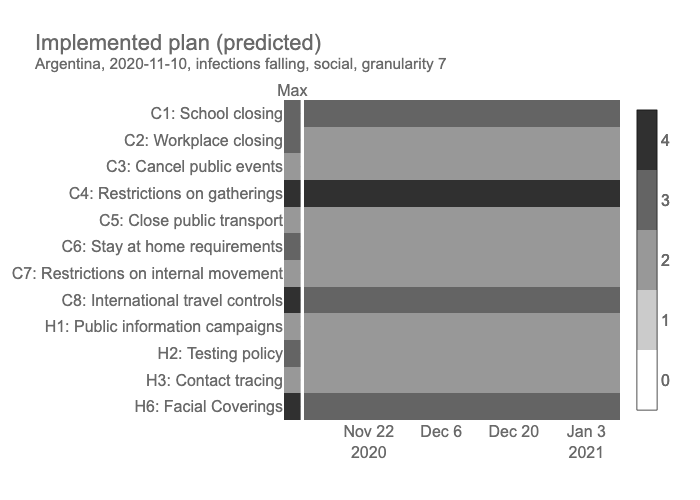 Implemented plan (predicted)
Argentina, 2020-11-10, infections falling, social, granularity 7
Max
C1: School closing
C2: Workplace closing
C3: Cancel public events
C4: Restrictions on gatherings
C5: Close public transport
C6: Stay at home requirements
C7: Restrictions on internal movement
C8: International travel controls
H1: Public information campaigns
H2: Testing policy
H3: Contact tracing
H6: Facial Coverings
Nov 22 Dec 6 Dec 20 Jan 3
2020 2021
4
3
2
1
0